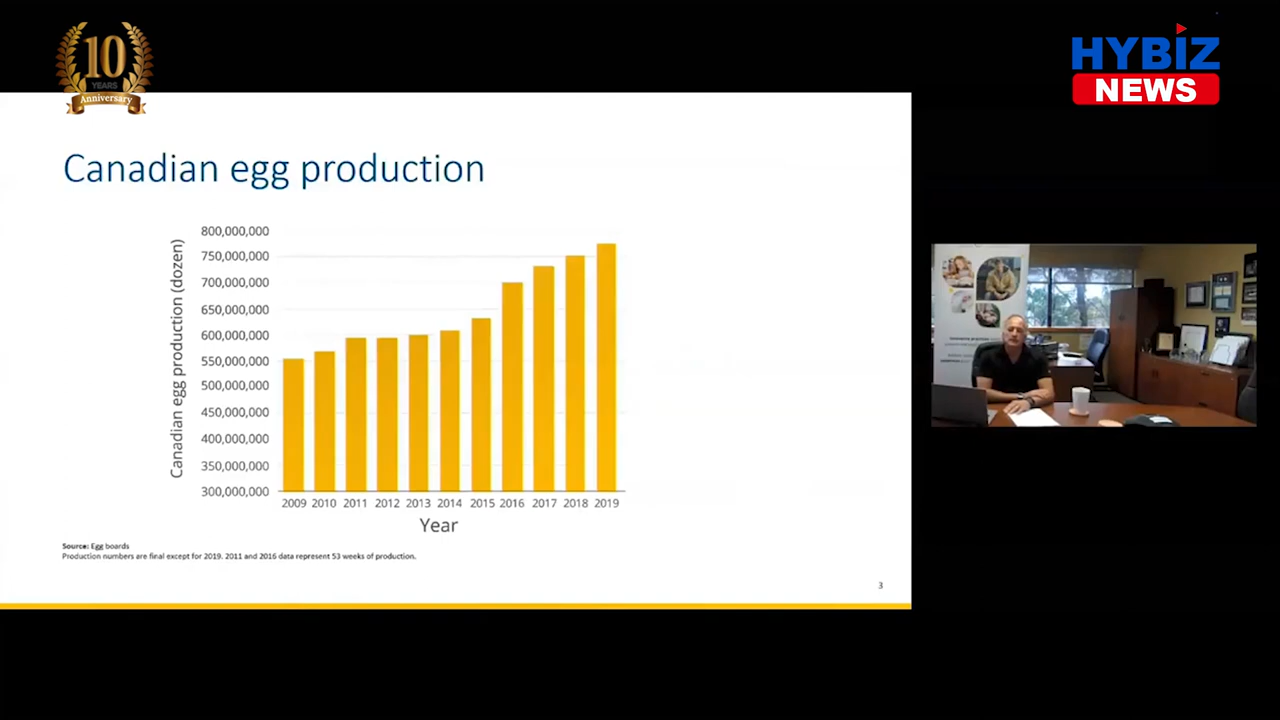 10
YEARS
Anniversary
HYBIZ
NEWS
Canadian egg production
Canadian egg production (dozen)
800,000,000
750,000,000
700,000,000
650,000,000
600,000,000
550,000,000
500,000,000
450,000,000
400,000,000
350,000,000
300,000,000
2009 2010 2011 2012 2013 2014 2015 2016 2017 2018 2019
Year
Source: Egg boards
Production numbers are final except for 2019. 2011 and 2016 data represent 53 weeks of production.
3